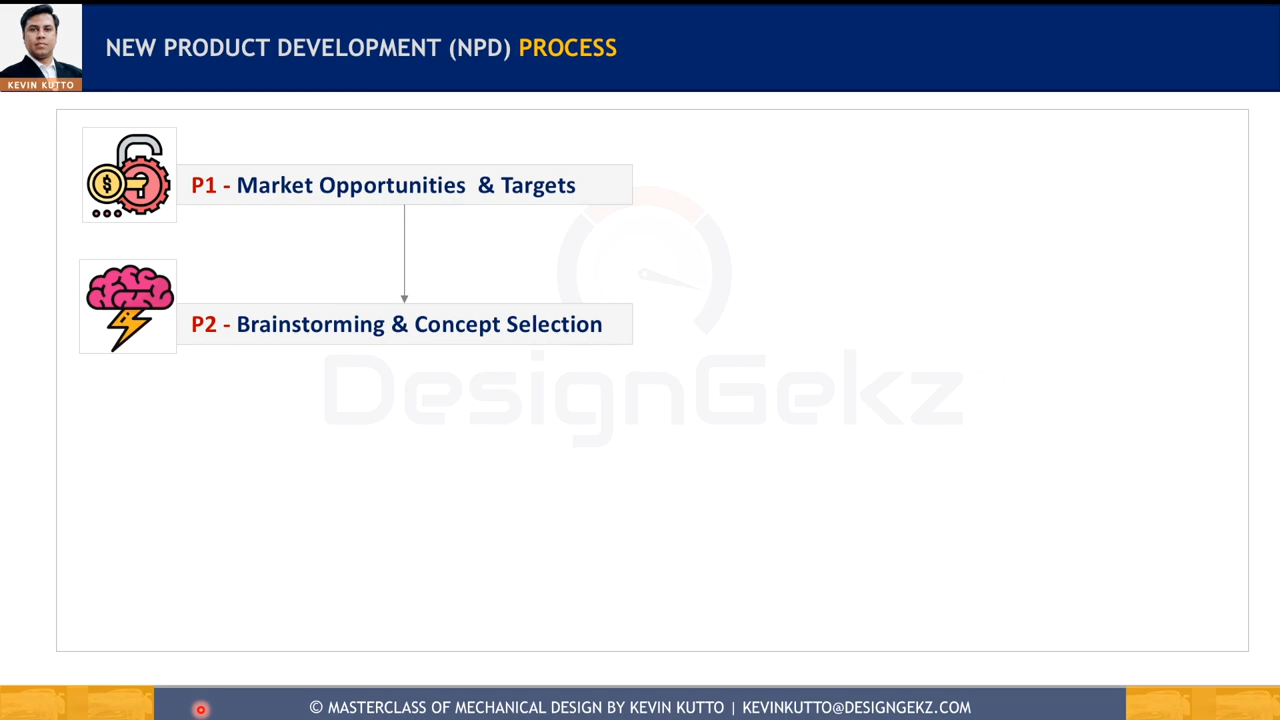 NEW PRODUCT DEVELOPMENT (NPD) PROCESS
KEVIN KUTTO
P1 - Market Opportunities & Targets
P2 - Brainstorming & Concept Selection
DesignGekz
© MASTERCLASS OF MECHANICAL DESIGN BY KEVIN KUTTO | KEVINKUTTO@DESIGNGEKZ.COM